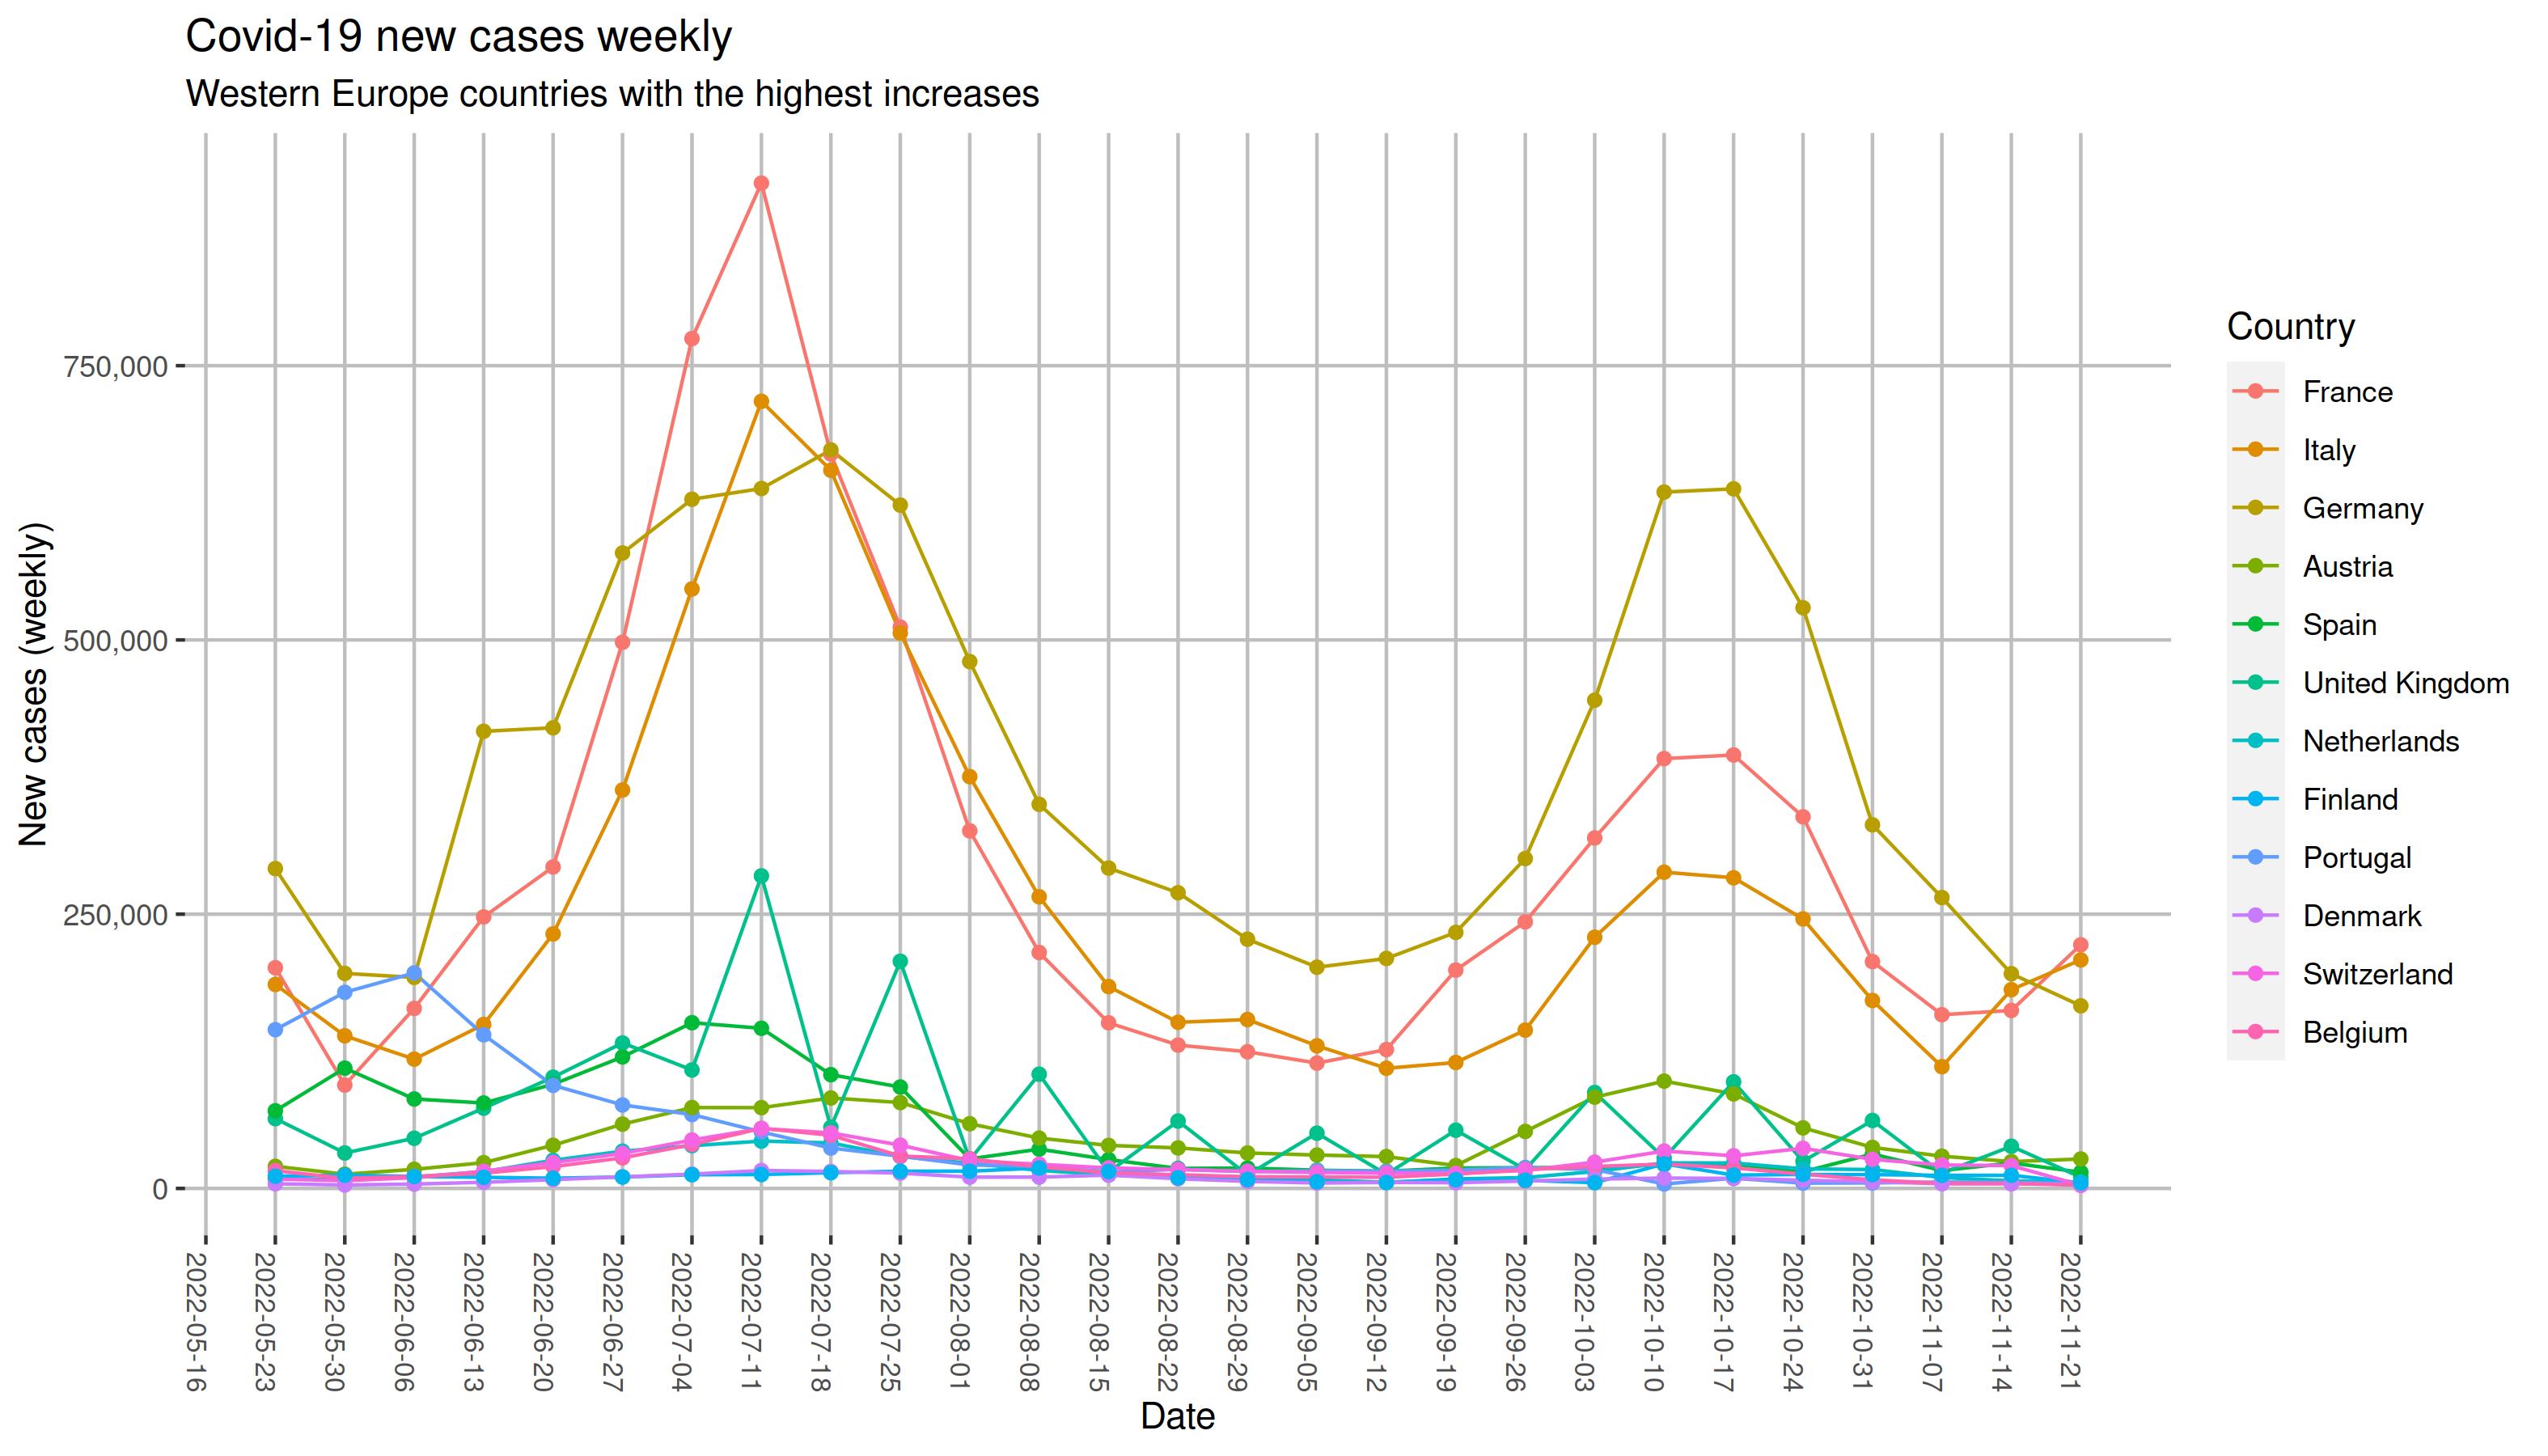 Covid-19 new cases weekly
Western Europe countries with the highest increases
New cases (weekly)
750,000
500,000
250,000
0
2022-05-16
2022-05-23
2022-05-30
2022-06-06
2022-06-13
2022-06-20
2022-06-27
2022-07-04
2022-07-11
2022-07-18
2022-07-25
2022-08-01
2022-08-08
2022-08-15
2022-08-22
2022-08-29
2022-09-05
2022-09-12
2022-09-19
2022-09-26
2022-10-03
2022-10-10
2022-10-17
2022-10-24
2022-10-31
2022-11-07
2022-11-14
2022-11-21
Date
Country
France
Italy
Germany
Austria
Spain
United Kingdom
Netherlands
Finland
Portugal
Denmark
Switzerland
Belgium